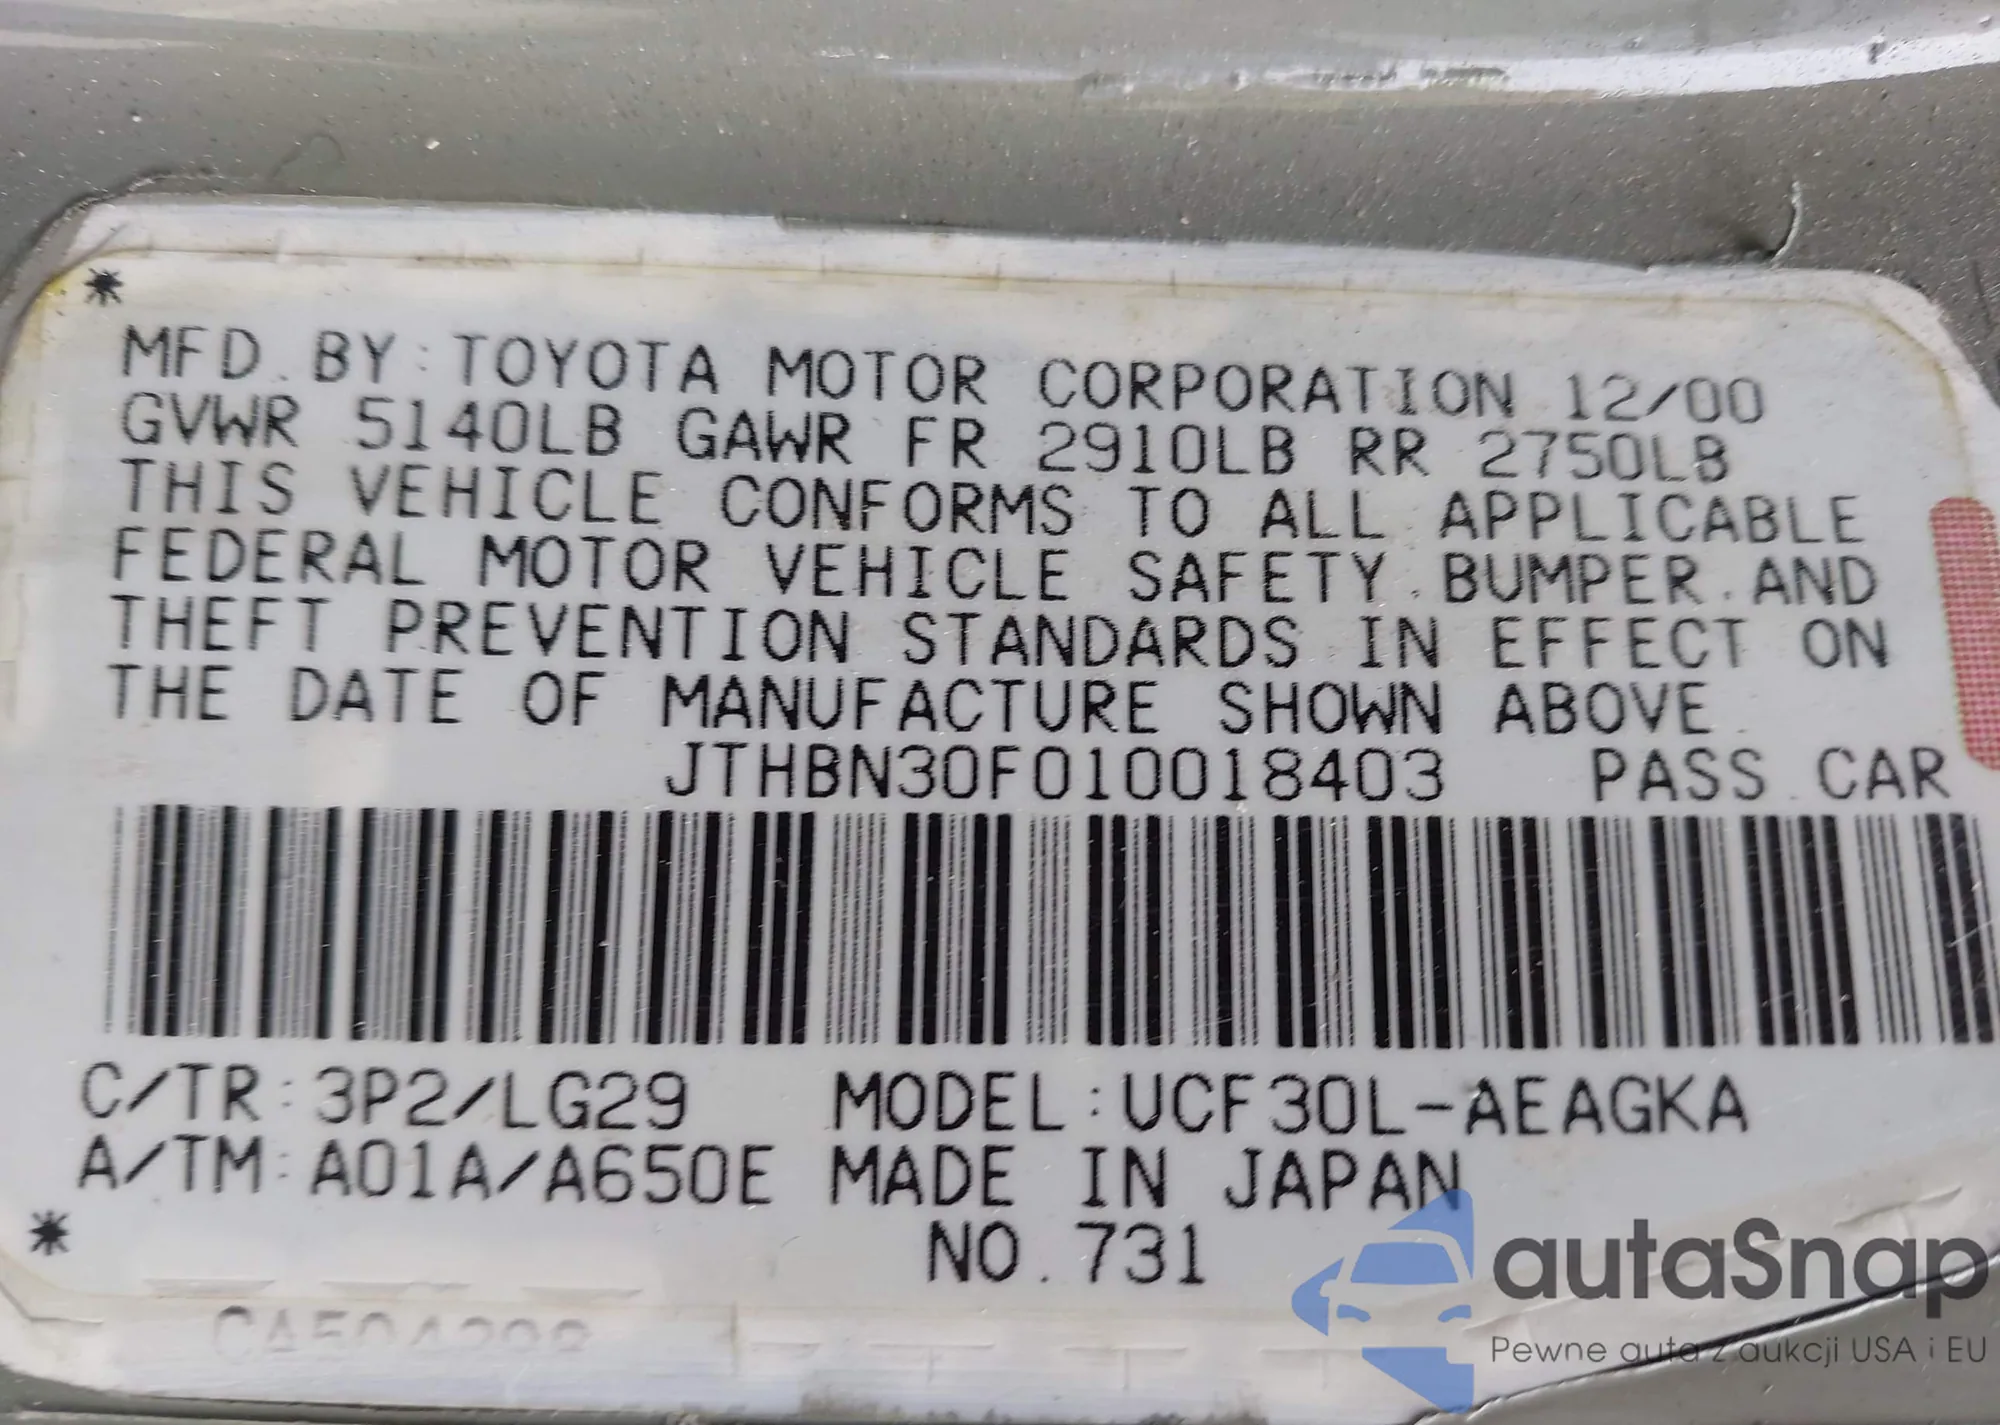 MFD. BY: TOYOTA MOTOR CORPORATION 12/00
GVWR 5140LB GAWR FR 2910LB RR 2750LB
THIS VEHICLE CONFORMS TO ALL APPLICABLE
FEDERAL MOTOR VEHICLE SAFETY, BUMPER, AND
THEFT PREVENTION STANDARDS IN EFFECT ON
THE DATE OF MANUFACTURE SHOWN ABOVE.
JTHBN30F010018403 PASS. CAR
C/TR: 3P2/LG29 MODEL: UCF30L-AEAGKA
A/TM: A01A/A650E MADE IN JAPAN
NO. 731
autaSnap
Pewne auta z aukcji USA i EU